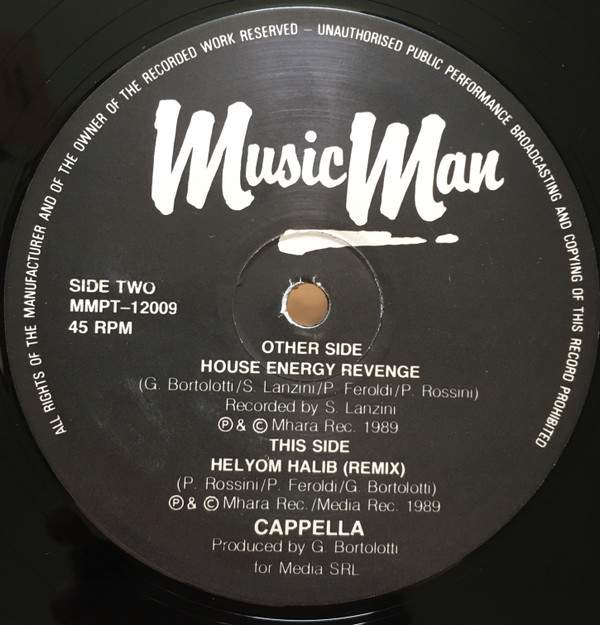 ALL RIGHTS OF THE MANUFACTURER AND OF THE OWNER OF THE RECORDED WORK RESERVED – UNAUTHORISED PUBLIC PERFORMANCE BROADCASTING AND COPYING OF THIS RECORD PROHIBITED
Music Man
SIDE TWO
MMPT–12009
45 RPM
OTHER SIDE
HOUSE ENERGY REVENGE
(G. Bortolotti/S. Lanzini/P. Feroldi/P. Rossini)
Recorded by S. Lanzini
Ⓟ & © Mhara Rec. 1989
THIS SIDE
HELYOM HALIB (REMIX)
(P. Rossini/P. Feroldi/G. Bortolotti)
Ⓟ & © Mhara Rec./Media Rec. 1989
CAPPELLA
Produced by G. Bortolotti
for Media SRL